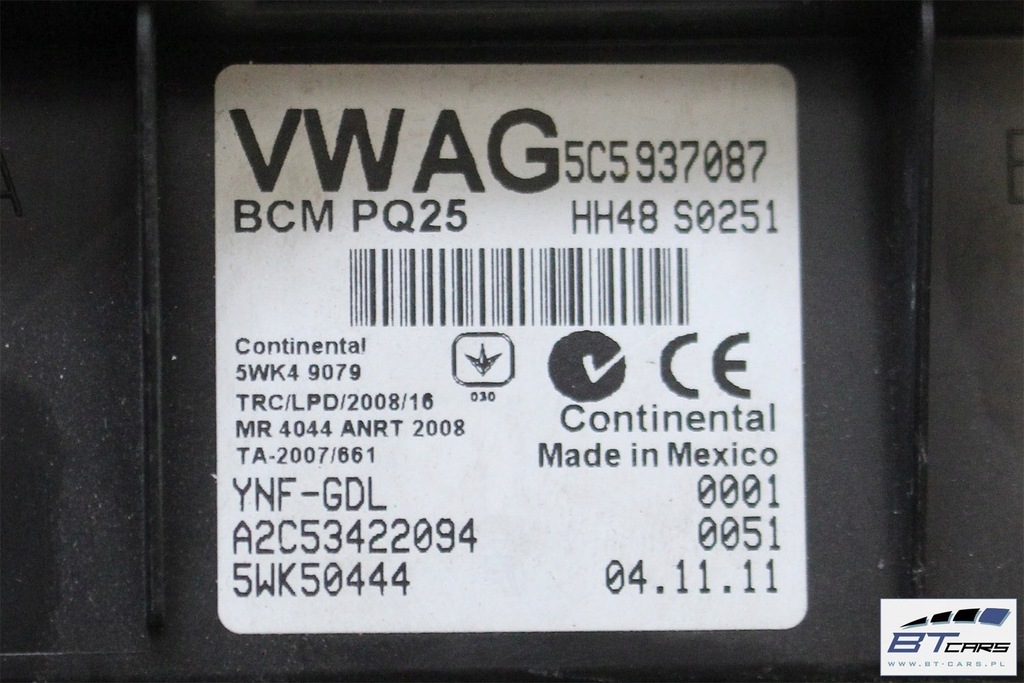 VWAG 5C5937087
BCM PQ25 HH48 S0251
Continental
5WK4 9079
TRC/LPD/2008/16
MR 4044 ANRT 2008
TA-2007/661
030
CE
Continental
Made in Mexico
YNF-GDL 0001
A2C53422094 0051
5WK50444 04.11.11
BT CARS
WWW.BT-CARS.PL